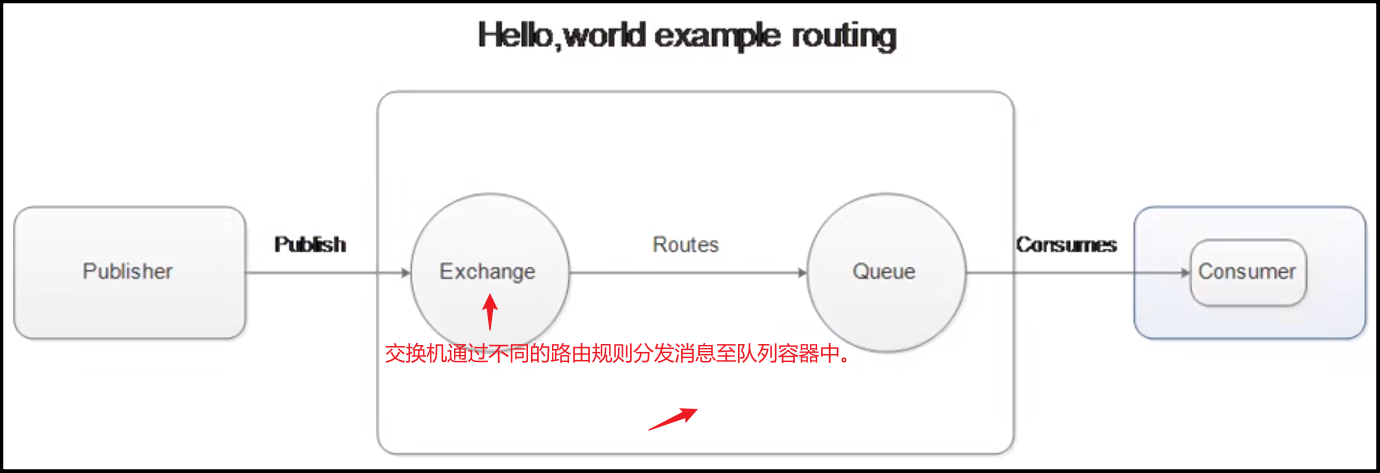 Hello,world example routing
Publisher
Publish
Exchange
Routes
Queue
Consumes
Consumer
交换机通过不同的路由规则分发消息至队列容器中。